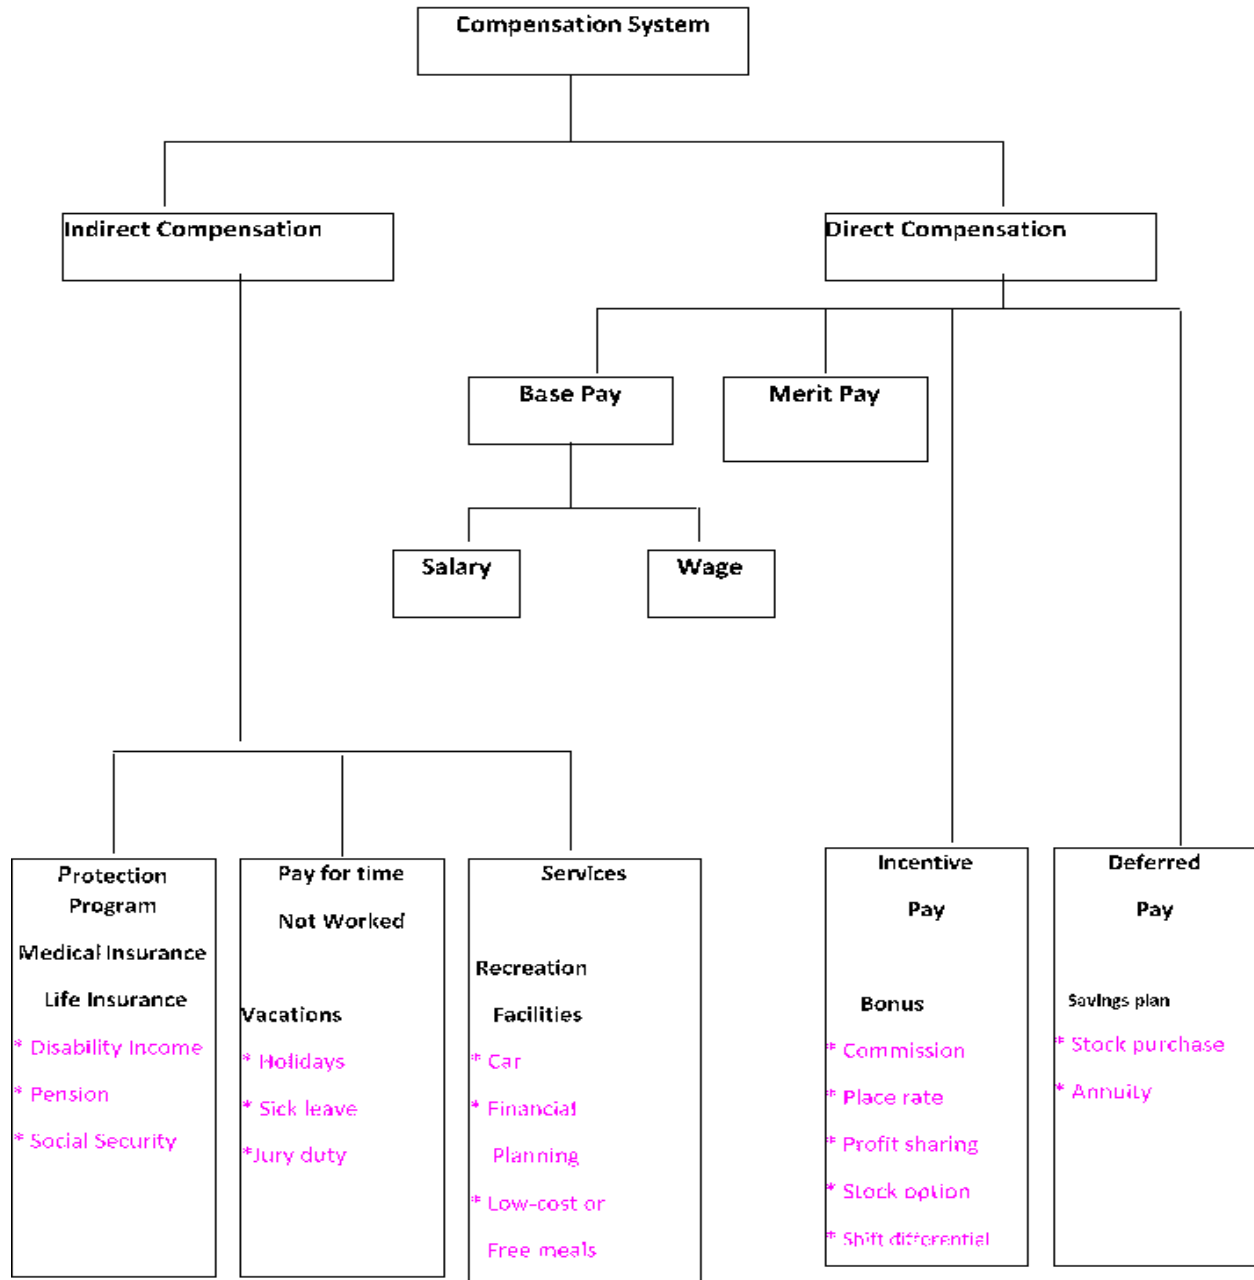 Compensation System
Indirect Compensation
Direct Compensation
Base Pay
Merit Pay
Salary
Wage
Protection
Program
Medical Insurance
Life Insurance
* Disability Income
* Pension
* Social Security
Pay for time
Not Worked
Vacations
* Holidays
* Sick leave
*Jury duty
Services
Recreation
Facilities
* Car
* Financial
Planning
* Low-cost or
Free meals
Incentive
Pay
Bonus
* Commission
* Place rate
* Profit sharing
* Stock option
* Shift differential
Deferred
Pay
Savings plan
* Stock purchase
* Annuity